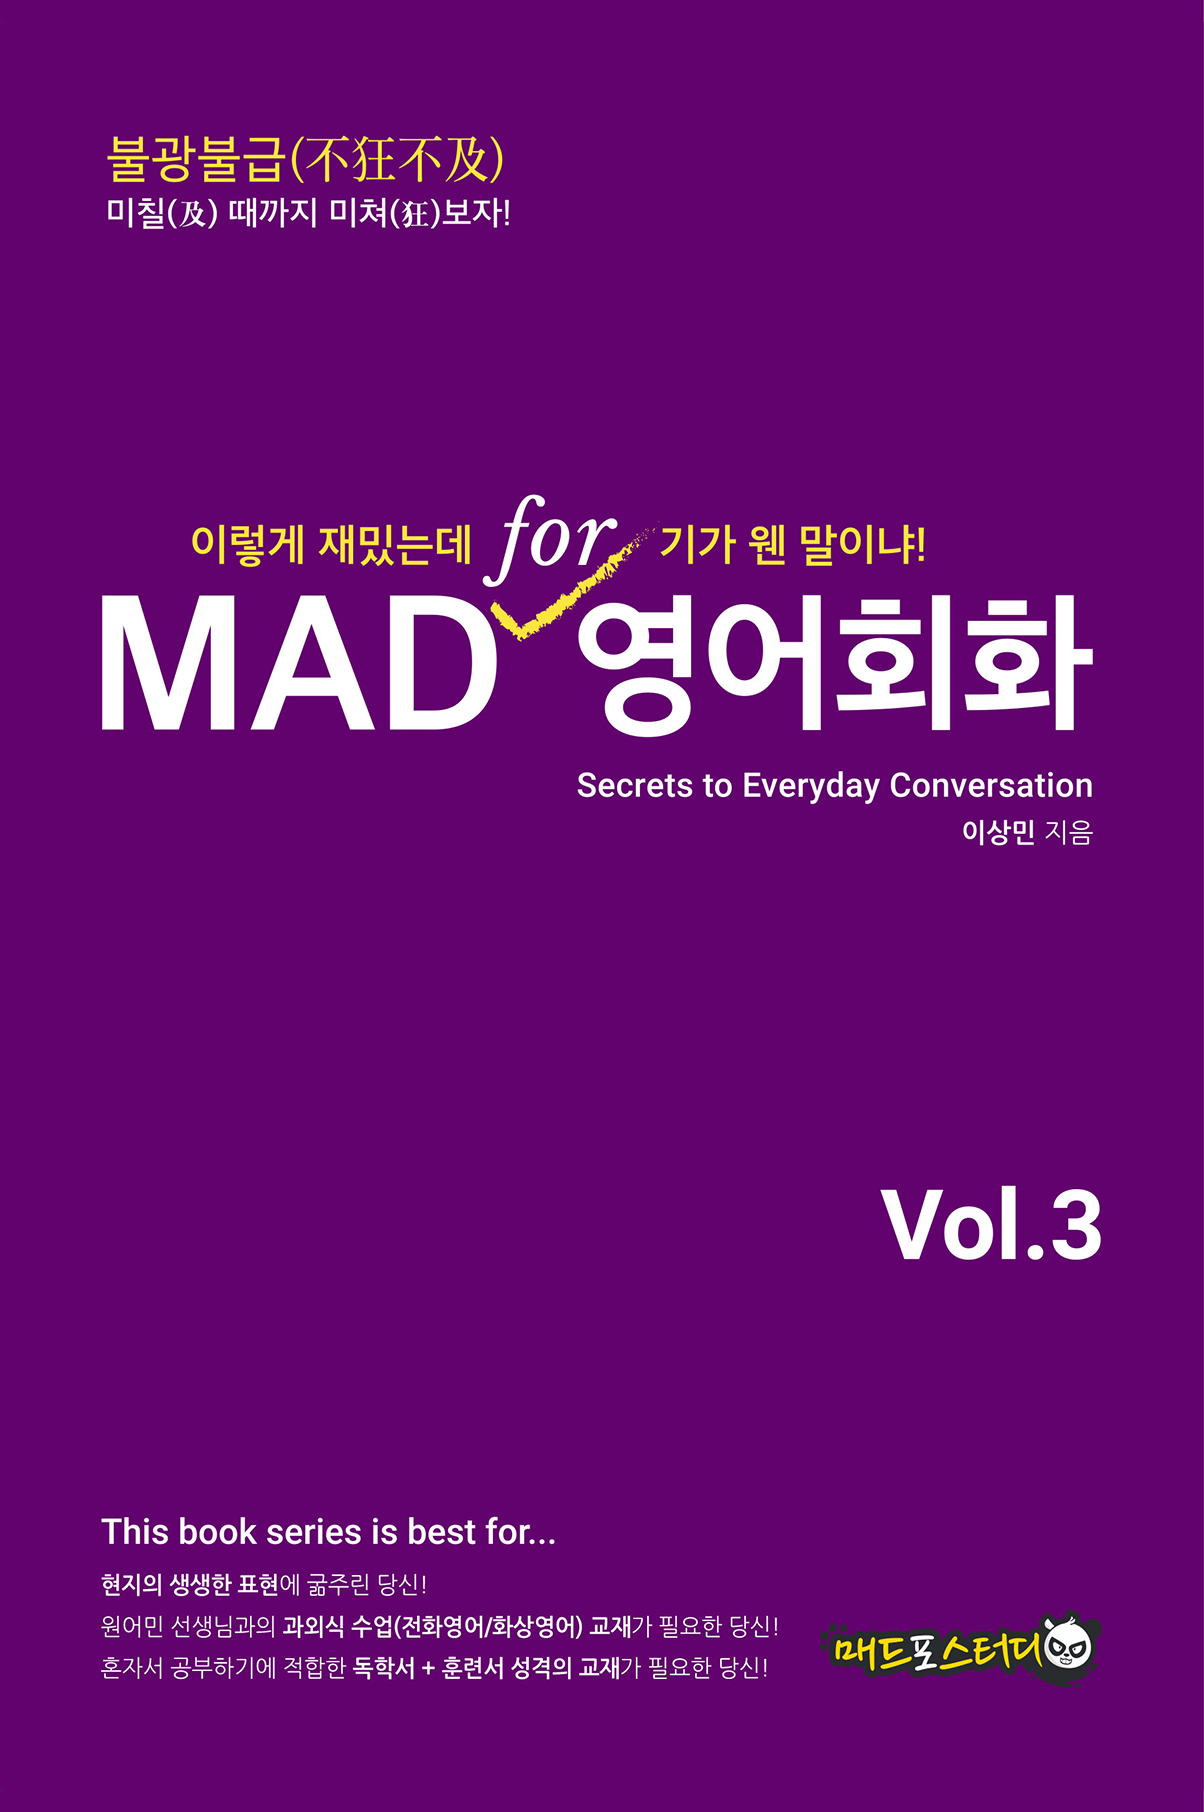 불광불급(不狂不及)
미칠(及) 때까지 미쳐(狂)보자!
이렇게 재밌는데 for 기가 웬 말이냐!
MAD 영어회화
Secrets to Everyday Conversation
이상민 지음
Vol.3
This book series is best for...
현지의 생생한 표현에 굶주린 당신!
원어민 선생님과의 과외식 수업(전화영어/화상영어) 교재가 필요한 당신!
혼자서 공부하기에 적합한 독학서 + 훈련서 성격의 교재가 필요한 당신!
매드포스터디